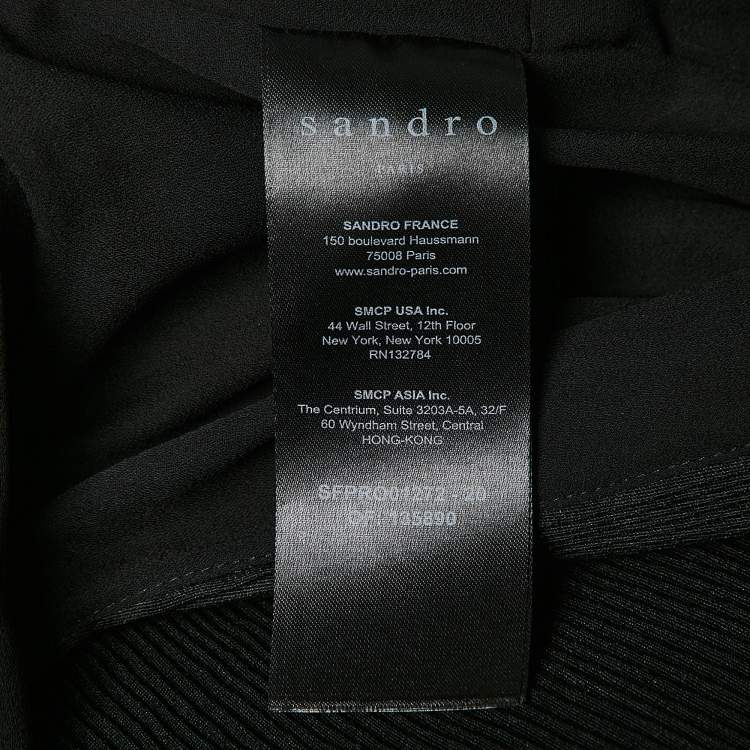 sandro
PARIS
SANDRO FRANCE
150 boulevard Haussmann
75008 Paris
www.sandro-paris.com
SMCP USA Inc.
44 Wall Street, 12th Floor
New York, New York 10005
RN132784
SMCP ASIA Inc.
The Centrium, Suite 3203A-5A, 32/F
60 Wyndham Street, Central
HONG-KONG
SFPRO01272 - 20
OF: 135890